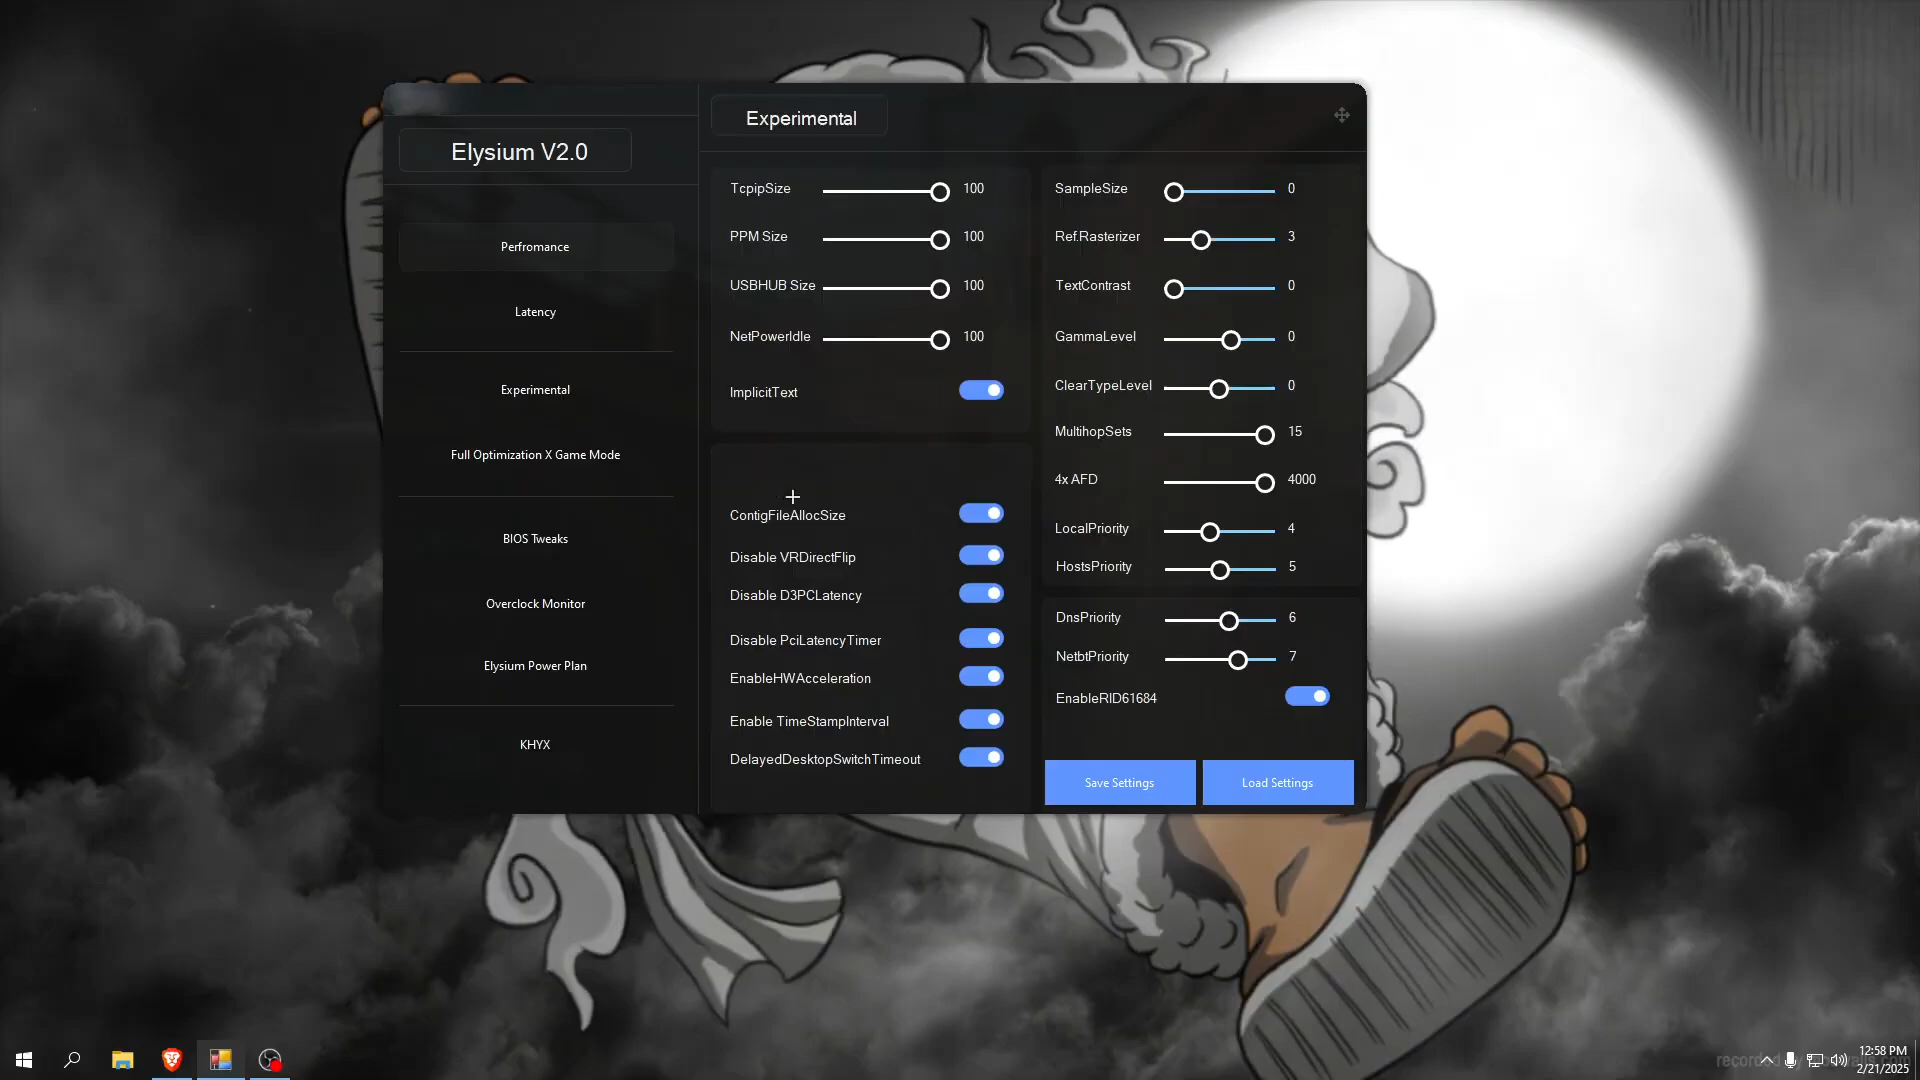 Elysium V2.0
Perfromance
Latency
Experimental
Full Optimization X Game Mode
BIOS Tweaks
Overclock Monitor
Elysium Power Plan
KHYX
Experimental
TcpipSize 100
PPM Size 100
USBHUB Size 100
NetPowerIdle 100
ImplicitText
ContigFileAllocSize
Disable VRDirectFlip
Disable D3PCLatency
Disable PciLatencyTimer
EnableHWAcceleration
Enable TimeStampInterval
DelayedDesktopSwitchTimeout
SampleSize 0
Ref.Rasterizer 3
TextContrast 0
GammaLevel 0
ClearTypeLevel 0
MultihopSets 15
4x AFD 4000
LocalPriority 4
HostsPriority 5
DnsPriority 6
NetbtPriority 7
EnableRID61684
Save Settings
Load Settings
12:58 PM
2/21/2025